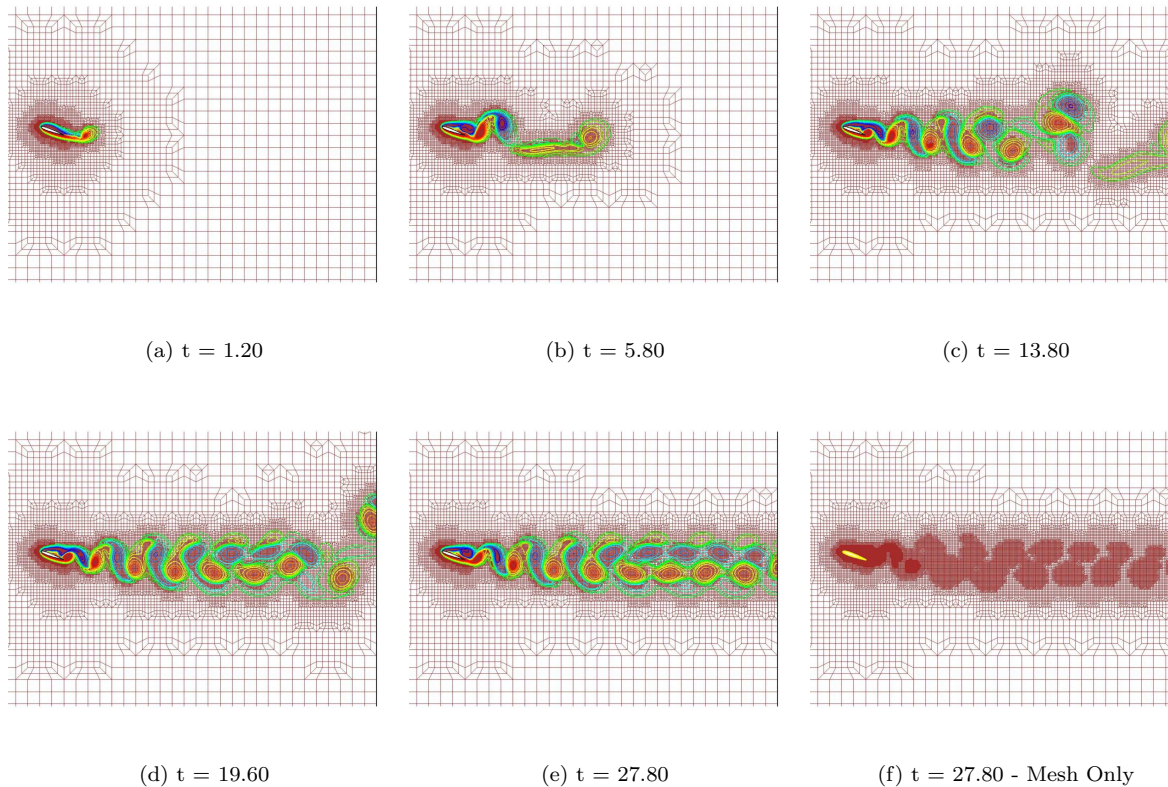 (a) t = 1.20
(b) t = 5.80
(c) t = 13.80
(d) t = 19.60
(e) t = 27.80
(f) t = 27.80 - Mesh Only